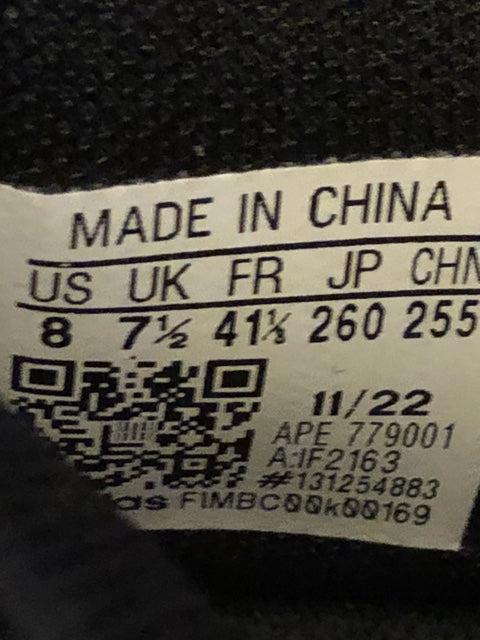 MADE IN CHINA
US UK FR JP CHN
8 7½ 41⅓ 260 255
11/22
APE 779001
A:IF2163
#131254883
das FIMBC00k00169